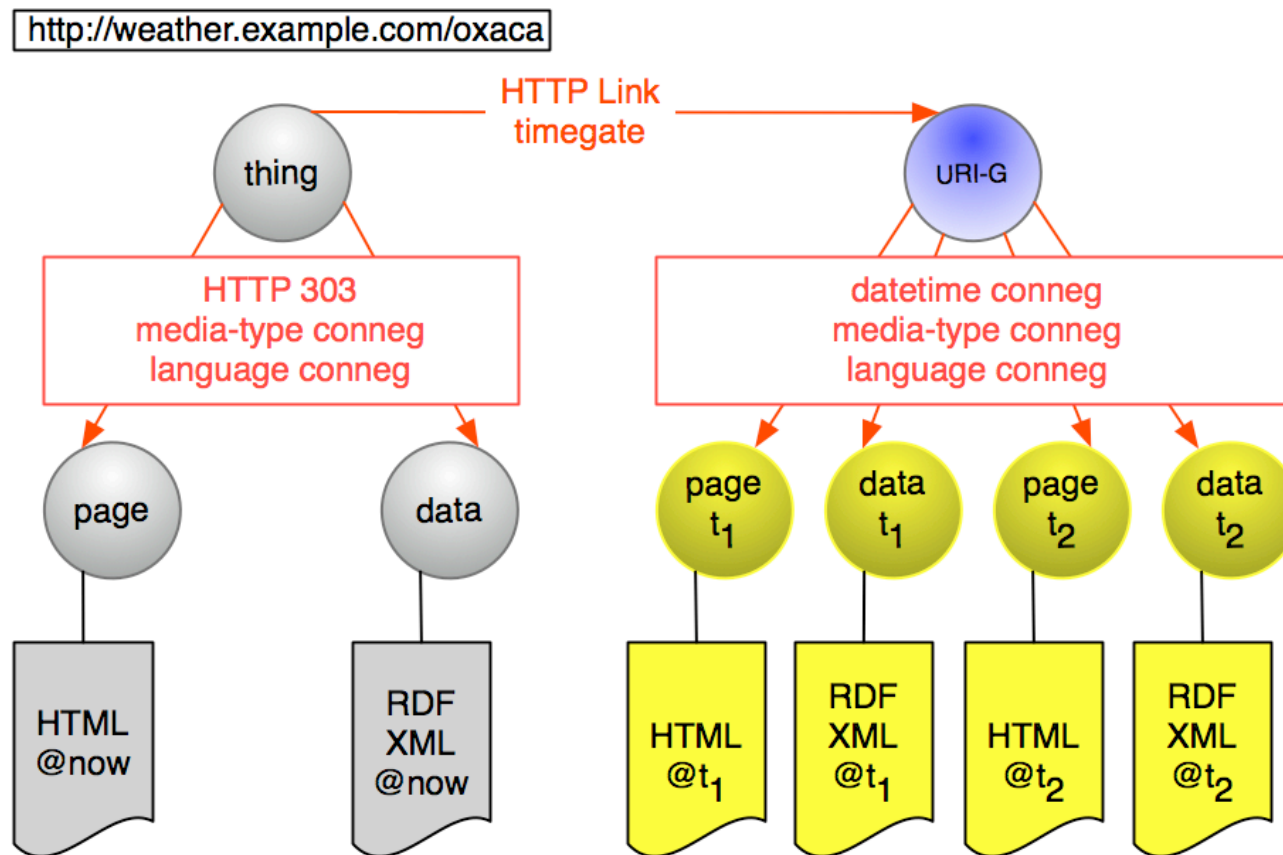 http://weather.example.com/oxaca
HTTP Link
timegate
thing
URI-G
HTTP 303
media-type conneg
language conneg
datetime conneg
media-type conneg
language conneg
page
data
page
t1
data
t1
page
t2
data
t2
HTML
@now
RDF
XML
@now
HTML
@t1
RDF
XML
@t1
HTML
@t2
RDF
XML
@t2